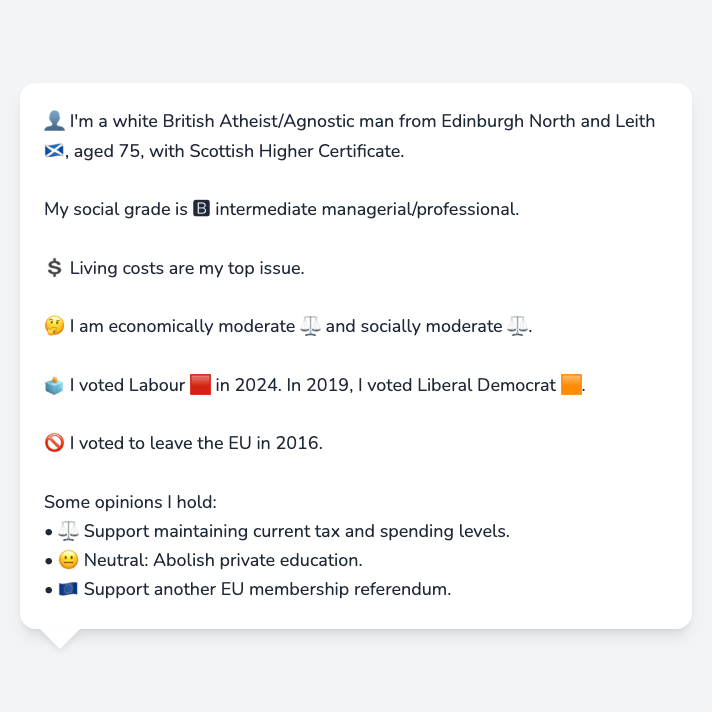 👤 I'm a white British Atheist/Agnostic man from Edinburgh North and Leith
🏴󠁧󠁢󠁳󠁣󠁴󠁿, aged 75, with Scottish Higher Certificate.
My social grade is 🅱 intermediate managerial/professional.
💲 Living costs are my top issue.
🤔 I am economically moderate ⚖️ and socially moderate ⚖️.
🗳️ I voted Labour 🟥 in 2024. In 2019, I voted Liberal Democrat 🟧.
🚫 I voted to leave the EU in 2016.
Some opinions I hold:
• ⚖️ Support maintaining current tax and spending levels.
• 😐 Neutral: Abolish private education.
• 🇪🇺 Support another EU membership referendum.